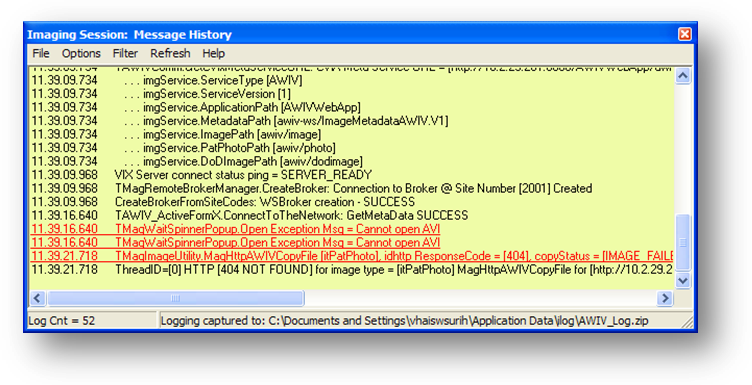 Imaging Session: Message History
File Options Filter Refresh Help
11.39.09.734 . . . imgService.ServiceType [AWIV]
11.39.09.734 . . . imgService.ServiceVersion [1]
11.39.09.734 . . . imgService.ApplicationPath [AWIVWebApp]
11.39.09.734 . . . imgService.MetadataPath [awiv-ws/ImageMetadataAWIV.V1]
11.39.09.734 . . . imgService.ImagePath [awiv/image]
11.39.09.734 . . . imgService.PatPhotoPath [awiv/photo]
11.39.09.734 . . . imgService.DoDImagePath [awiv/dodimage]
11.39.09.968 VIX Server connect status ping = SERVER_READY
11.39.09.968 TMagRemoteBrokerManager.CreateBroker: Connection to Broker @ Site Number [2001] Created
11.39.09.968 CreateBrokerFromSiteCodes: WSBroker creation - SUCCESS
11.39.16.640 TAWIV_ActiveFormX.ConnectToTheNetwork: GetMetaData SUCCESS
11.39.16.640 TMagWaitSpinnerPopup.Open Exception Msg = Cannot open AVI
11.39.16.640 TMagWaitSpinnerPopup.Open Exception Msg = Cannot open AVI
11.39.21.718 TMagImageUtility.MagHttpAWIVCopyFile [itPatPhoto], idhttp ResponseCode = [404], copyStatus = [IMAGE_FAILE
11.39.21.718 ThreadID=[0] HTTP [404 NOT FOUND] for image type = [itPatPhoto] MagHttpAWIVCopyFile for [http://10.2.29.2
Log Cnt = 52 Logging captured to: C:\Documents and Settings\vhaiswsurih\Application Data\ilog\AWIV_Log.zip